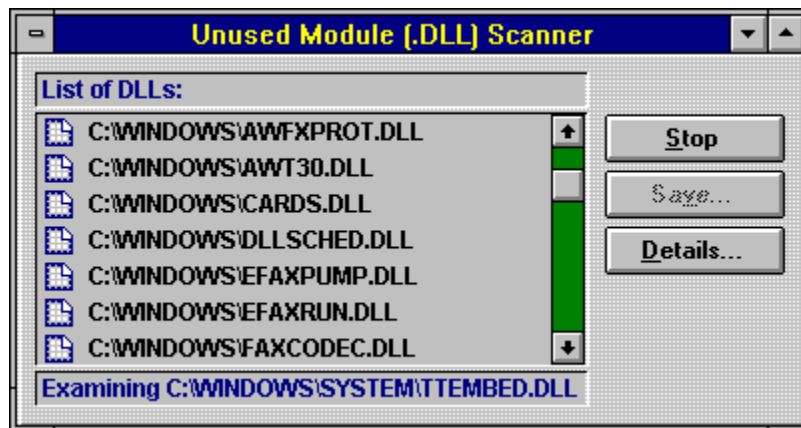 Unused Module (.DLL) Scanner
List of DLLs:
C:\WINDOWS\AWFXPROT.DLL
C:\WINDOWS\AWT30.DLL
C:\WINDOWS\CARDS.DLL
C:\WINDOWS\DLLSCHED.DLL
C:\WINDOWS\EFAXPUMP.DLL
C:\WINDOWS\EFAXRUN.DLL
C:\WINDOWS\FAXCODEC.DLL
Examining C:\WINDOWS\SYSTEM\TTEMBED.DLL
Stop
Save...
Details...